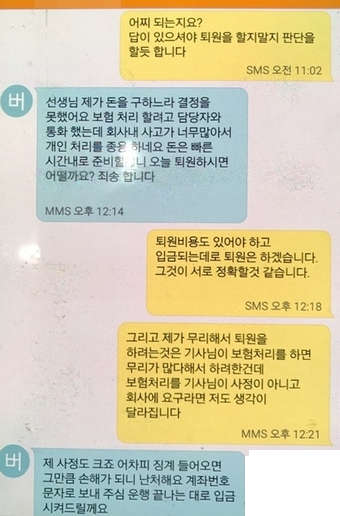 어찌 되는지요?
답이 있으셔야 퇴원을 할지말지 판단을
할듯 합니다
SMS 오전 11:02
버
선생님 제가 돈을 구하느라 결정을
못했어요 보험 처리 할려고 담당자와
통화 했는데 회사내 사고가 너무많아서
개인 처리를 종용 하네요 돈은 빠른
시간내로 준비할 니 오늘 퇴원하시면
어떨까요? 죄송 합니다
MMS 오후 12:14
퇴원비용도 있어야 하고
입금되는데로 퇴원은 하겠습니다.
그것이 서로 정확할것 같습니다.
SMS 오후 12:18
그리고 제가 무리해서 퇴원을
하려는것은 기사님이 보험처리를 하면
무리가 많다해서 하려한건데
보험처리를 기사님이 사정이 아니고
회사에 요구라면 저도 생각이
달라집니다
MMS 오후 12:21
버
제 사정도 크죠 어차피 징계 들어오면
그만큼 손해가 되니 난처해요 계좌번호
문자로 보내 주심 운행 끝나는 대로 입금
시켜드릴께요